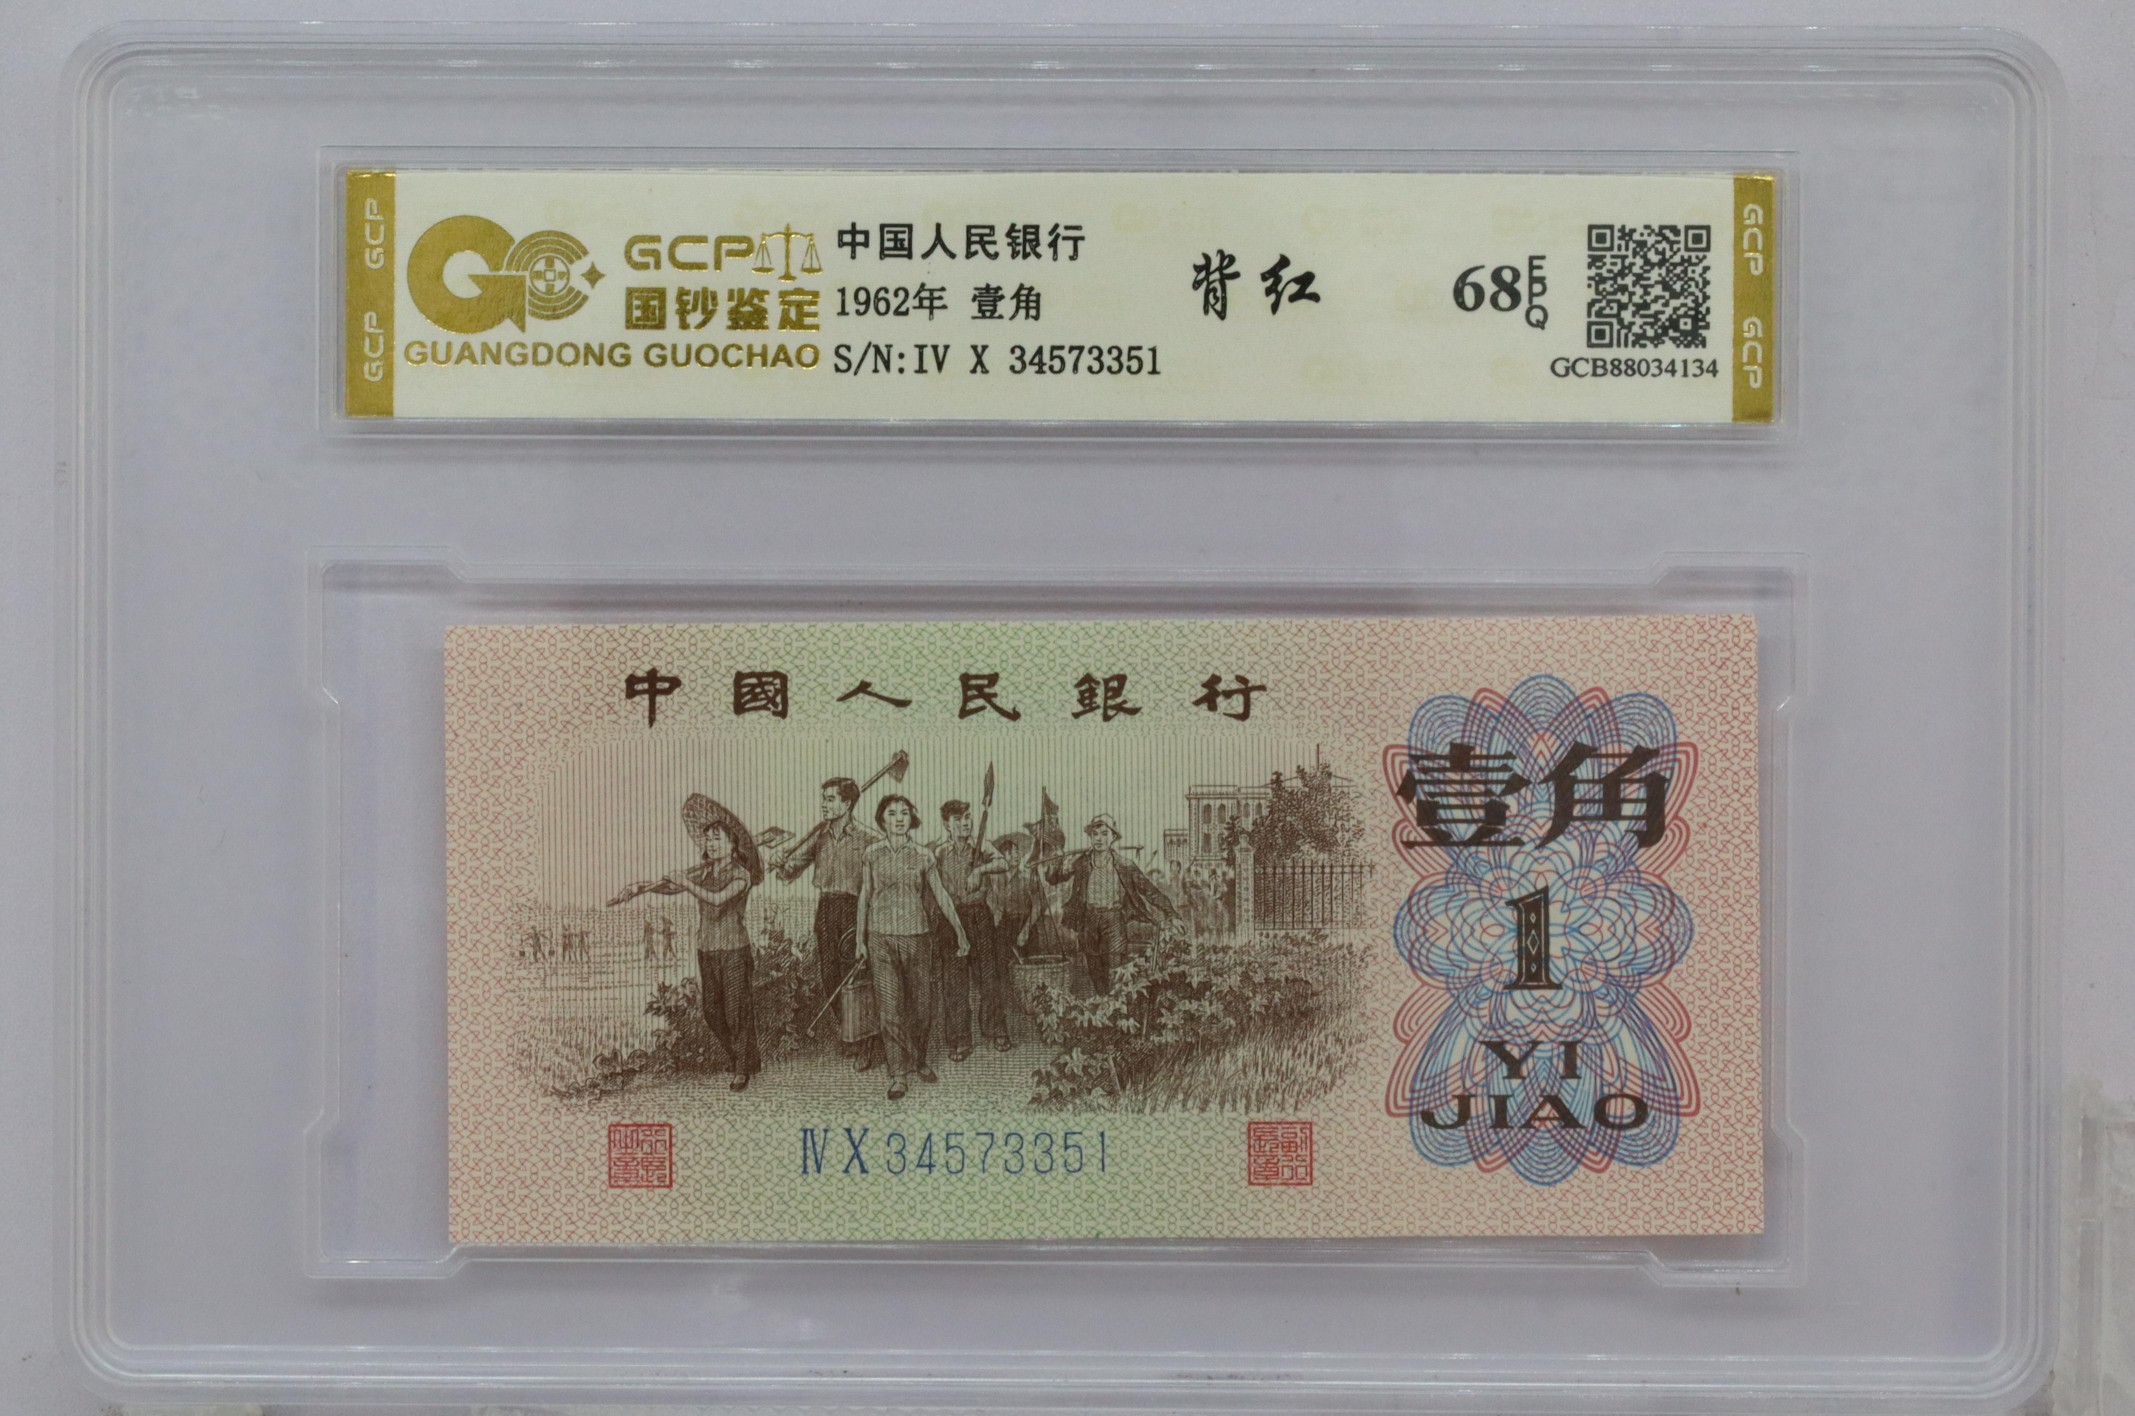 GCP
国钞鉴定
GUANGDONG GUOCHAO
中国人民银行
1962年 壹角
S/N:IV X 34573351
背红
68 EPQ
GCB88034134
GCP GCP
GCP GCP
中國人民銀行
壹角
1
YI
JIAO
Ⅳ X 34573351